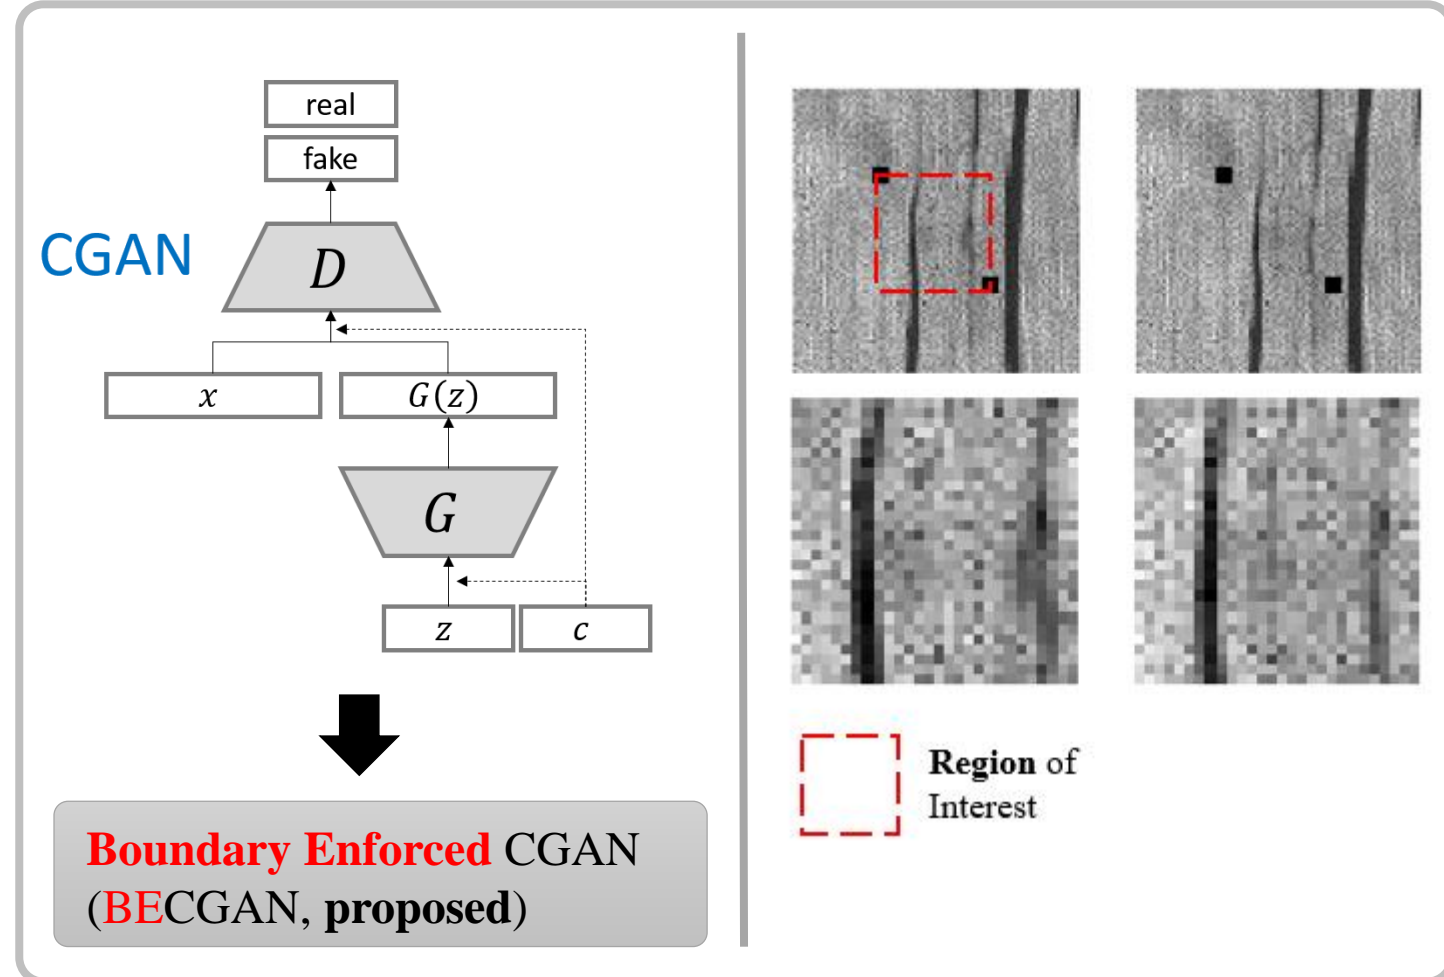 real
fake
CGAN
D
x
G(z)
G
z
c
Boundary Enforced CGAN
(BECGAN, proposed)
Region of
Interest